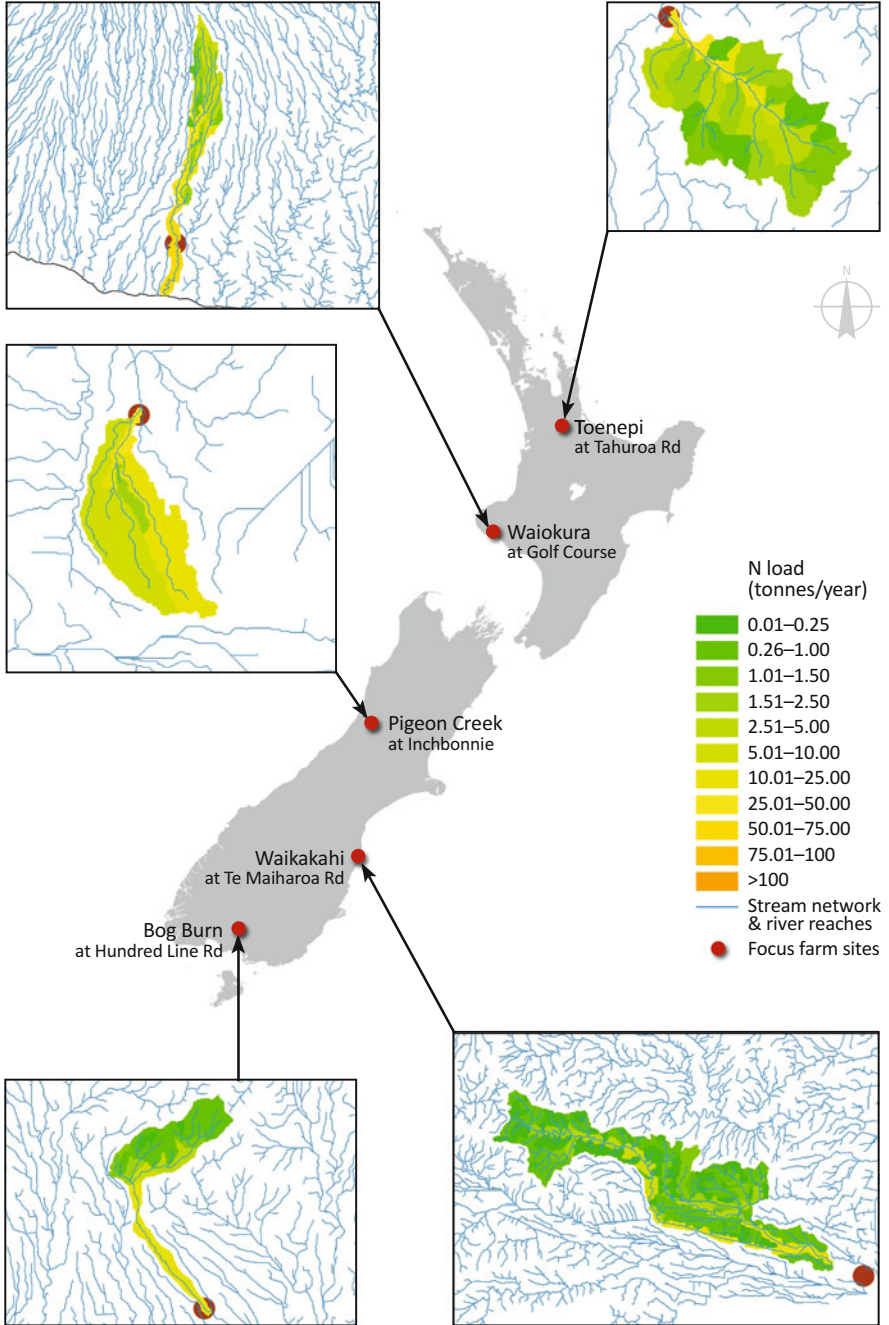 N
Toenepi
at Tahuroa Rd
Waiokura
at Golf Course
Pigeon Creek
at Inchbonnie
Waikakahi
at Te Maiharoa Rd
Bog Burn
at Hundred Line Rd
N load
(tonnes/year)
0.01–0.25
0.26–1.00
1.01–1.50
1.51–2.50
2.51–5.00
5.01–10.00
10.01–25.00
25.01–50.00
50.01–75.00
75.01–100
>100
Stream network
& river reaches
Focus farm sites